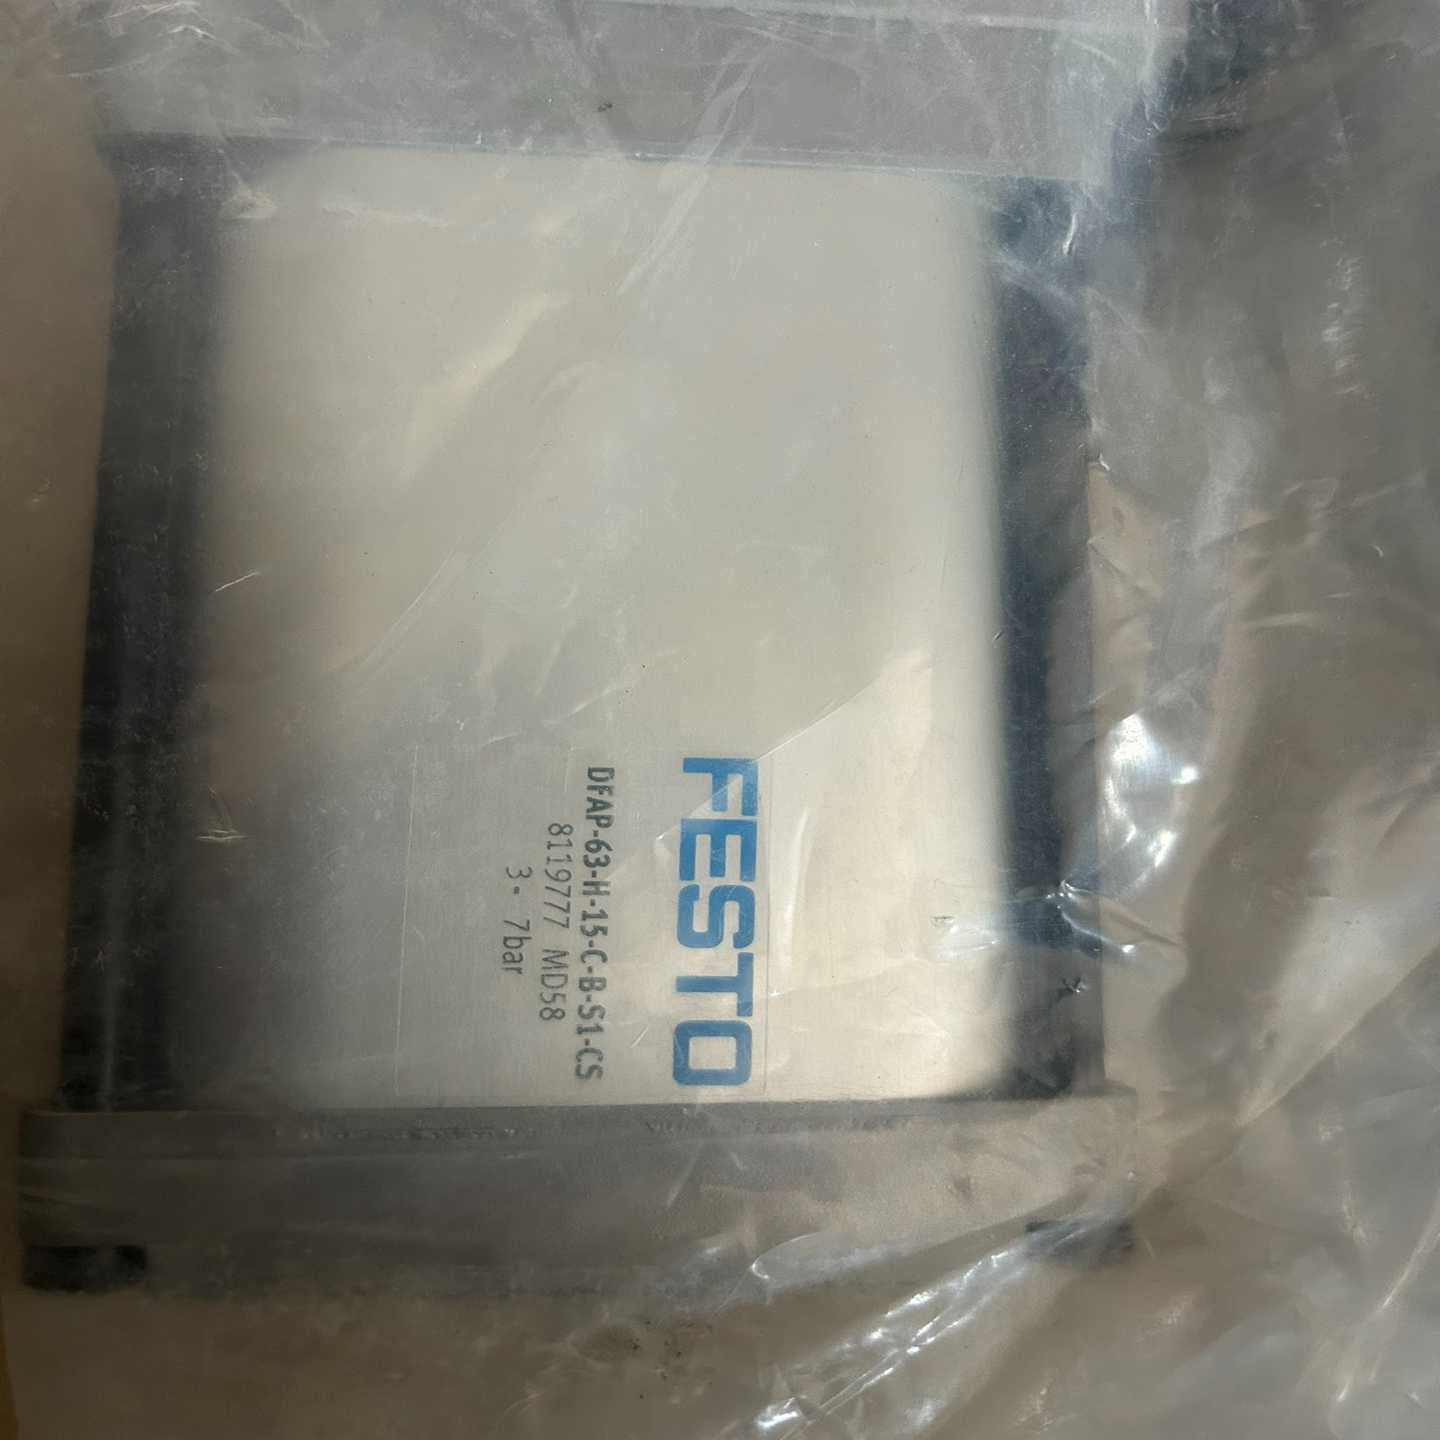 FESTO
DFAP-63-H-15-C-B-S1-CS
8119777 MD58
3- 7bar